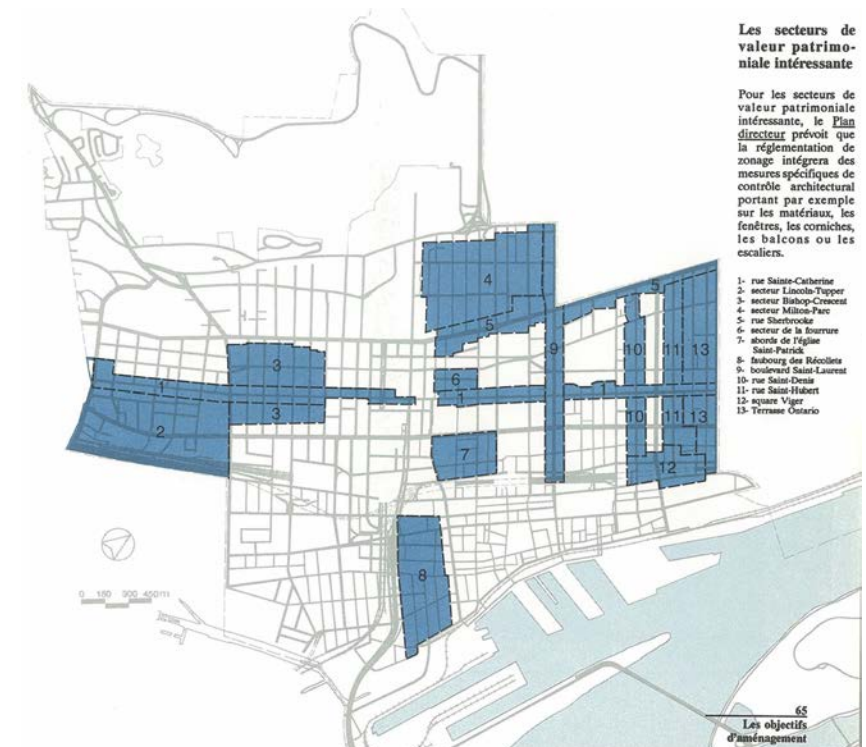 Les secteurs de
valeur patrimo-
niale intéressante
Pour les secteurs de
valeur patrimoniale
intéressante, le Plan
directeur prévoit que
la réglementation de
zonage intégrera des
mesures spécifiques de
contrôle architectural
portant par exemple
sur les matériaux, les
fenêtres, les corniches,
les balcons ou les
escaliers.
1- rue Sainte-Catherine
2- secteur Lincoln-Tupper
3- secteur Bishop-Crescent
4- secteur Milton-Parc
5- rue Sherbrooke
6- secteur de la fourrure
7- abords de l'église
Saint-Patrick
8- faubourg des Récollets
9- boulevard Saint-Laurent
10- rue Saint-Denis
11- rue Saint-Hubert
12- square Viger
13- Terrasse Ontario
4
5
5
9
10
11
13
3
1
6
1
1
3
2
10
11
13
7
12
8
0 150 300 450m
65
Les objectifs
d'aménagement